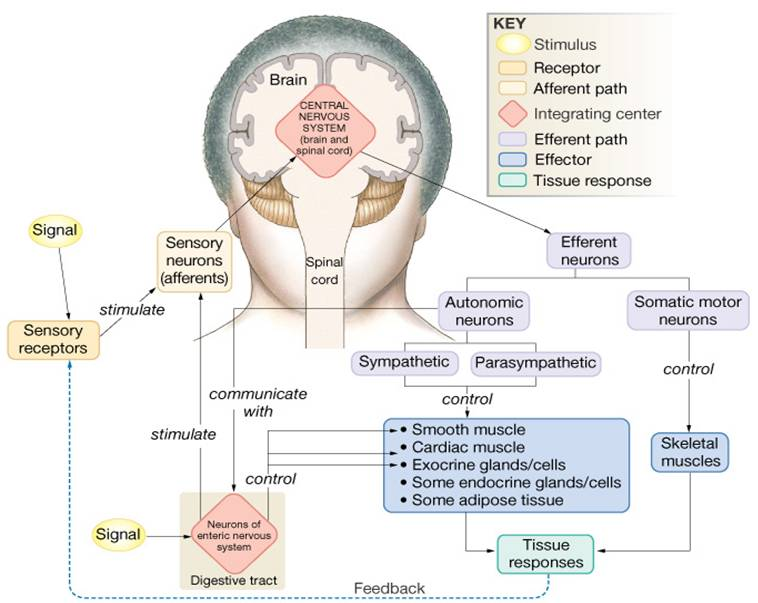 KEY
Stimulus
Receptor
Afferent path
Integrating center
Efferent path
Effector
Tissue response
Brain
CENTRAL
NERVOUS
SYSTEM
(brain and
spinal cord)
Signal
Sensory
neurons
(afferents)
Spinal
cord
Efferent
neurons
stimulate
Sensory
receptors
Autonomic
neurons
Somatic motor
neurons
Sympathetic
Parasympathetic
control
control
communicate
with
stimulate
control
• Smooth muscle
• Cardiac muscle
• Exocrine glands/cells
• Some endocrine glands/cells
• Some adipose tissue
Skeletal
muscles
Signal
Neurons of
enteric nervous
system
Digestive tract
Tissue
responses
Feedback